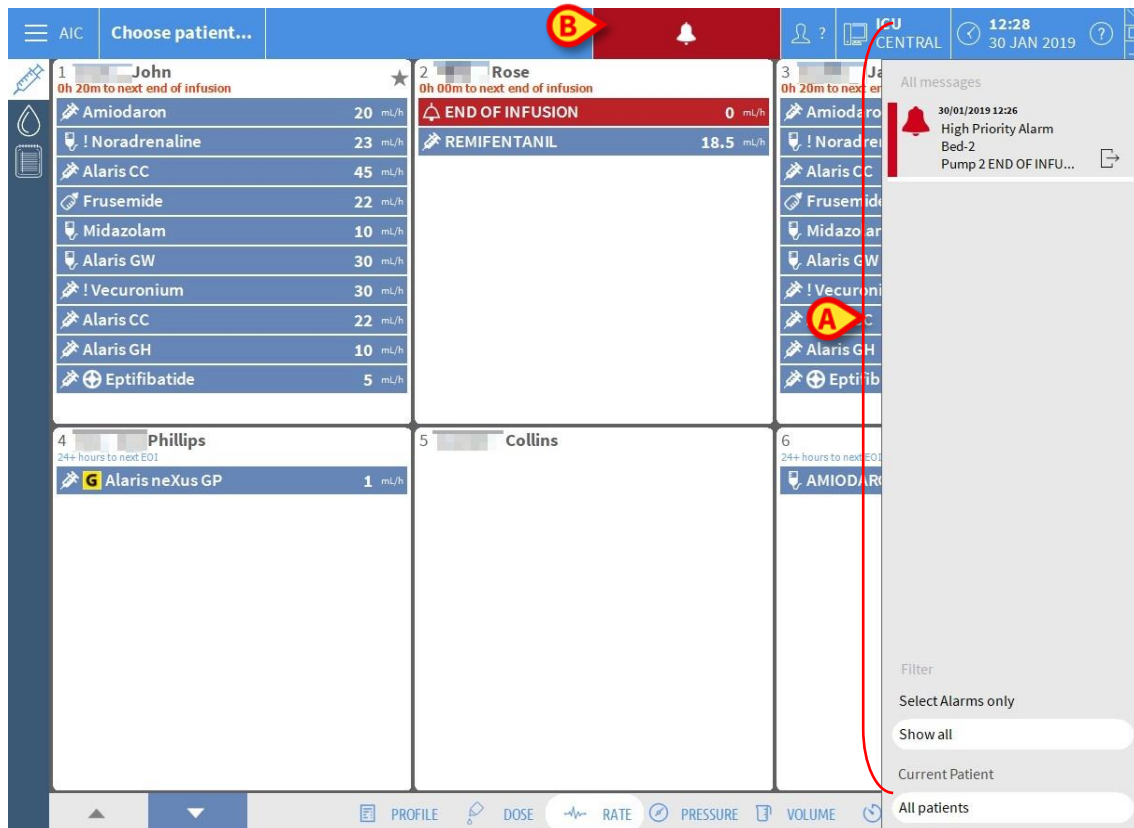 AIC Choose patient...
B
?
ICU
CENTRAL
12:28
30 JAN 2019
?
1 John
0h 20m to next end of infusion
Amiodaron 20 mL/h
! Noradrenaline 23 mL/h
Alaris CC 45 mL/h
Frusemide 22 mL/h
Midazolam 10 mL/h
Alaris GW 30 mL/h
! Vecuronium 30 mL/h
Alaris CC 22 mL/h
Alaris GH 10 mL/h
Eptifibatide 5 mL/h
2 Rose
0h 00m to next end of infusion
END OF INFUSION 0 mL/h
REMIFENTANIL 18.5 mL/h
3 Ja
0h 20m to next en
Amiodaro
! Noradre
Alaris CC
Frusemide
Midazolar
Alaris GW
! Vecuroni
A C
Alaris GH
Eptifib
4 Phillips
24+ hours to next EOI
G Alaris neXus GP 1 mL/h
5 Collins
6
24+ hours to next EOI
AMIODAR
All messages
30/01/2019 12:26
High Priority Alarm
Bed-2
Pump 2 END OF INFU...
Filter
Select Alarms only
Show all
Current Patient
All patients
PROFILE DOSE RATE PRESSURE VOLUME